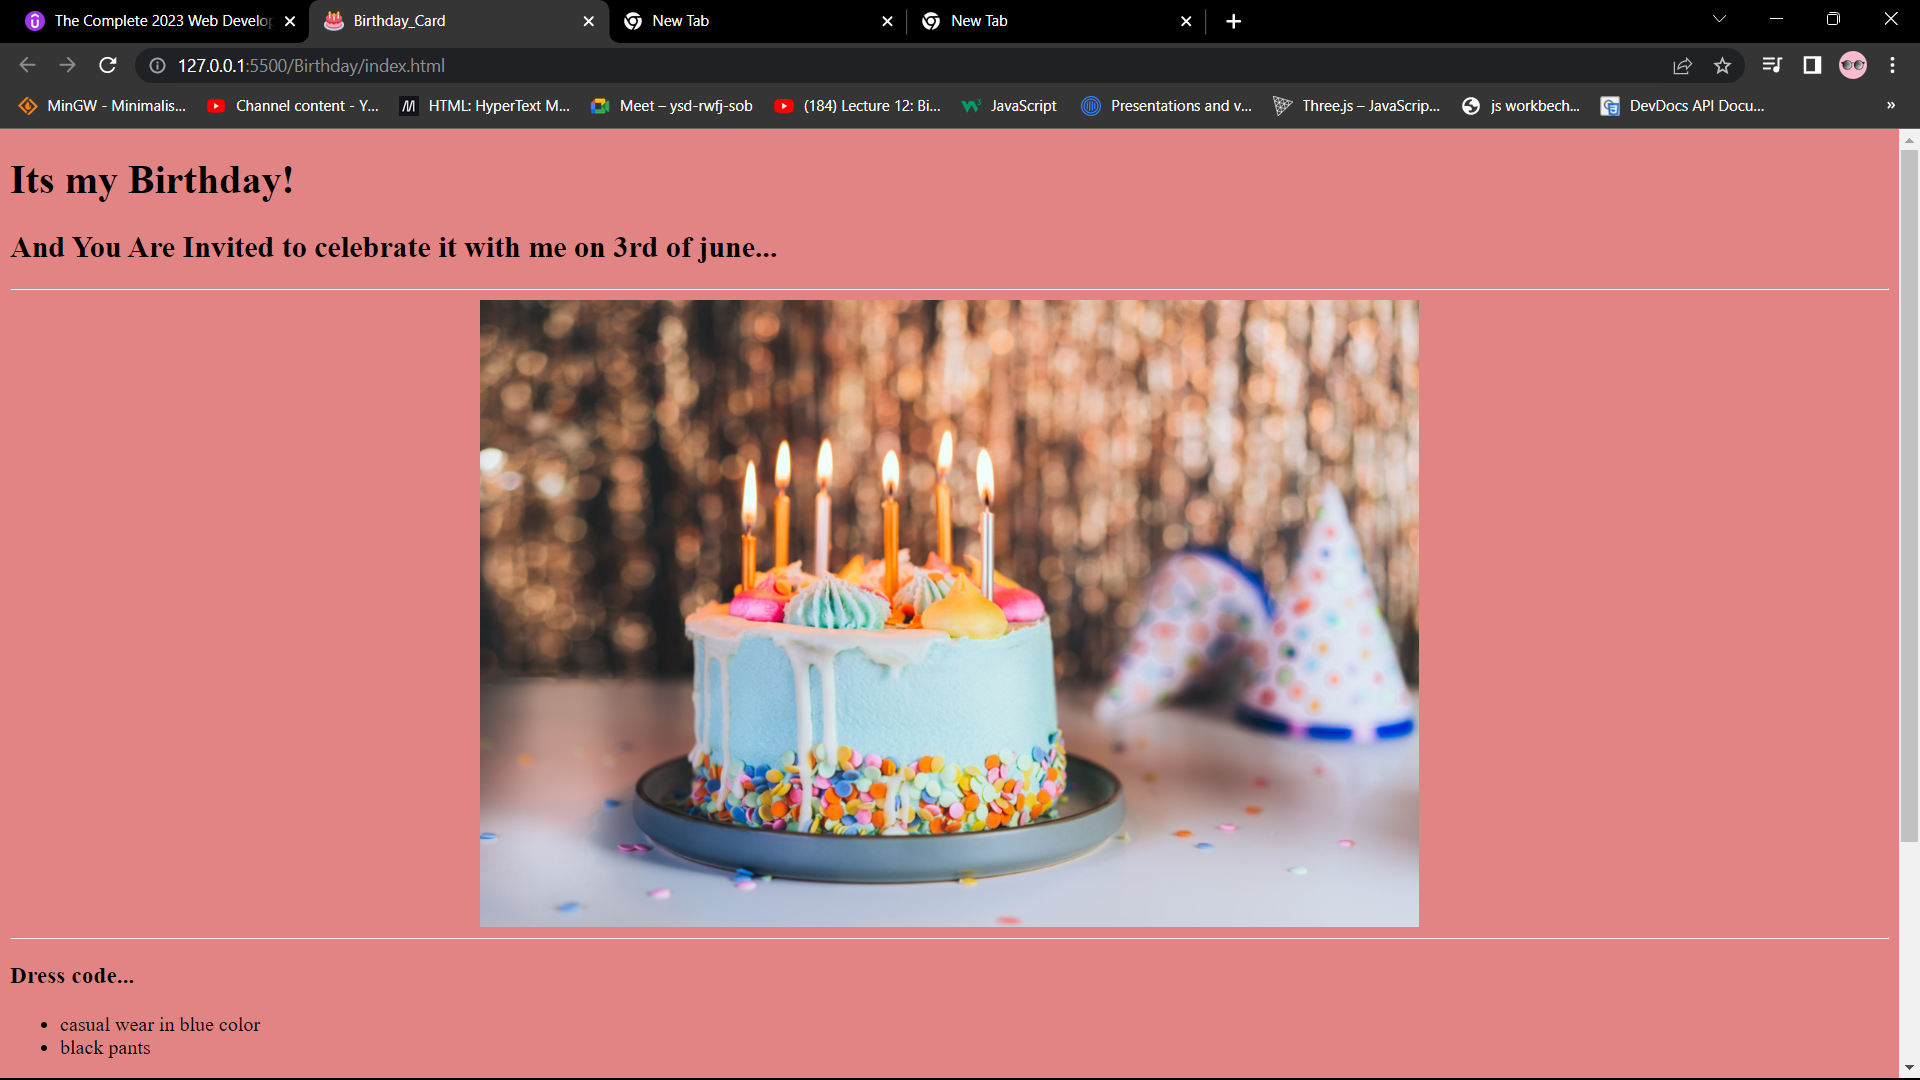 The Complete 2023 Web Develop
Birthday_Card
New Tab
New Tab
127.0.0.1:5500/Birthday/index.html
MinGW - Minimalis...
Channel content - Y...
HTML: HyperText M...
Meet – ysd-rwfj-sob
(184) Lecture 12: Bi...
JavaScript
Presentations and v...
Three.js – JavaScrip...
js workbech...
DevDocs API Docu...
»
Its my Birthday!
And You Are Invited to celebrate it with me on 3rd of june...
Dress code...
• casual wear in blue color
• black pants